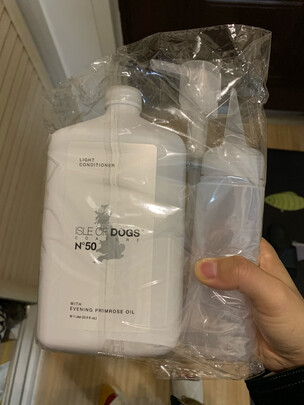 LIGHT
CONDITIONER
ISLE OF DOGS
N°50
WITH
EVENING PRIMROSE OIL